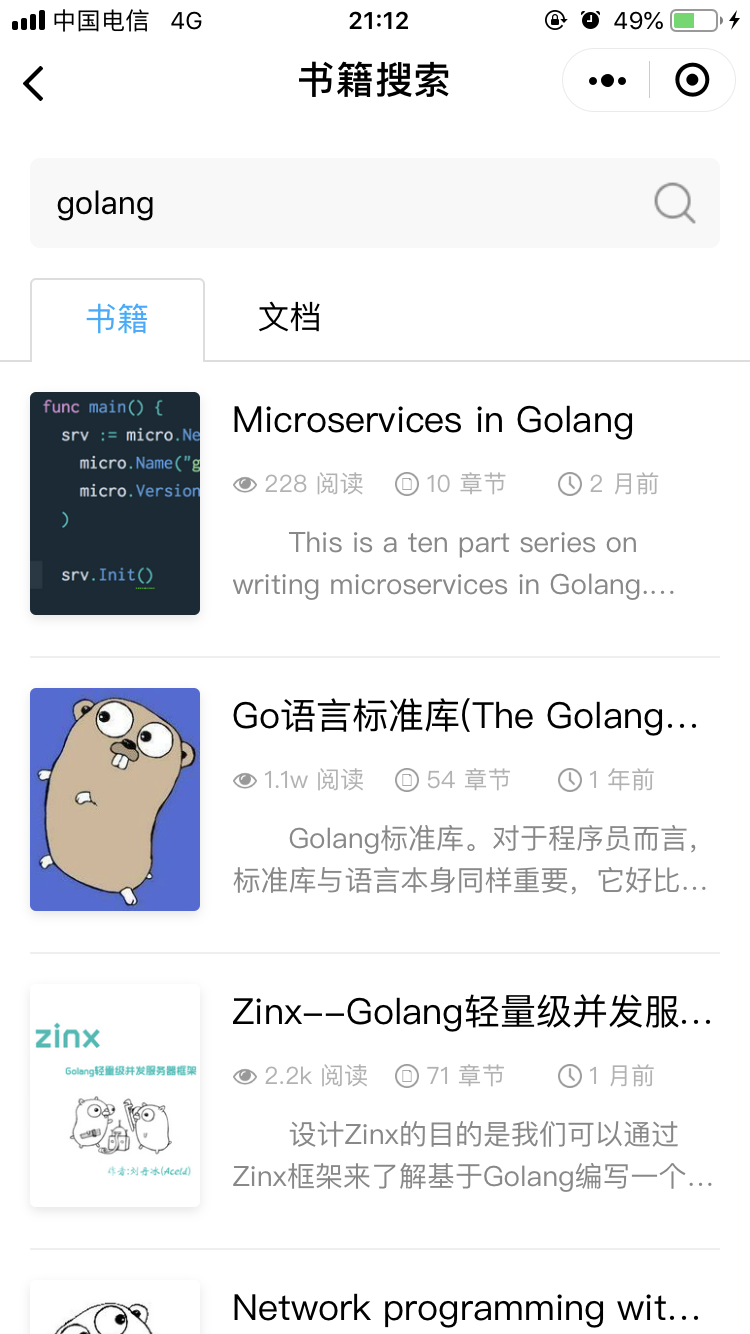 中国电信 4G 21:12 49%
书籍搜索
golang
书籍 文档
func main() {
srv := micro.Ne
micro.Name("g
micro.Version
)
srv.Init()
Microservices in Golang
228 阅读 10 章节 2 月前
This is a ten part series on
writing microservices in Golang.…
Go语言标准库(The Golang…
1.1w 阅读 54 章节 1 年前
Golang标准库。对于程序员而言，
标准库与语言本身同样重要，它好比…
zinx
Golang轻量级并发服务器框架
作者:刘丹冰(Aceld)
Zinx--Golang轻量级并发服…
2.2k 阅读 71 章节 1 月前
设计Zinx的目的是我们可以通过
Zinx框架来了解基于Golang编写一个…
Network programming wit…